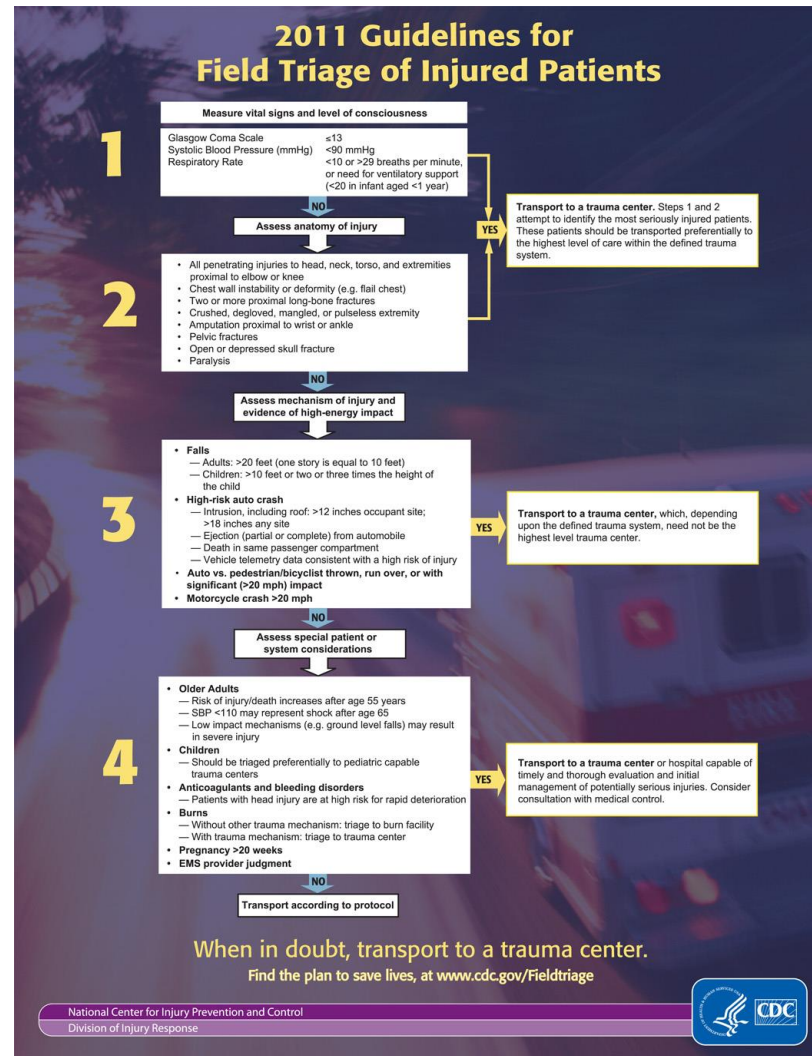 2011 Guidelines for
Field Triage of Injured Patients
1
Measure vital signs and level of consciousness
Glasgow Coma Scale ≤13
Systolic Blood Pressure (mmHg) <90 mmHg
Respiratory Rate <10 or >29 breaths per minute,
or need for ventilatory support
(<20 in infant aged <1 year)
NO
Assess anatomy of injury
YES
Transport to a trauma center. Steps 1 and 2
attempt to identify the most seriously injured patients.
These patients should be transported preferentially to
the highest level of care within the defined trauma
system.
2
• All penetrating injuries to head, neck, torso, and extremities
proximal to elbow or knee
• Chest wall instability or deformity (e.g. flail chest)
• Two or more proximal long-bone fractures
• Crushed, degloved, mangled, or pulseless extremity
• Amputation proximal to wrist or ankle
• Pelvic fractures
• Open or depressed skull fracture
• Paralysis
NO
Assess mechanism of injury and
evidence of high-energy impact
3
• Falls
— Adults: >20 feet (one story is equal to 10 feet)
— Children: >10 feet or two or three times the height of
the child
• High-risk auto crash
— Intrusion, including roof: >12 inches occupant site;
>18 inches any site
— Ejection (partial or complete) from automobile
— Death in same passenger compartment
— Vehicle telemetry data consistent with a high risk of injury
• Auto vs. pedestrian/bicyclist thrown, run over, or with
significant (>20 mph) impact
• Motorcycle crash >20 mph
YES
Transport to a trauma center, which, depending
upon the defined trauma system, need not be the
highest level trauma center.
NO
Assess special patient or
system considerations
4
• Older Adults
— Risk of injury/death increases after age 55 years
— SBP <110 may represent shock after age 65
— Low impact mechanisms (e.g. ground level falls) may result
in severe injury
• Children
— Should be triaged preferentially to pediatric capable
trauma centers
• Anticoagulants and bleeding disorders
— Patients with head injury are at high risk for rapid deterioration
• Burns
— Without other trauma mechanism: triage to burn facility
— With trauma mechanism: triage to trauma center
• Pregnancy >20 weeks
• EMS provider judgment
YES
Transport to a trauma center or hospital capable of
timely and thorough evaluation and initial
management of potentially serious injuries. Consider
consultation with medical control.
NO
Transport according to protocol
When in doubt, transport to a trauma center.
Find the plan to save lives, at www.cdc.gov/Fieldtriage
National Center for Injury Prevention and Control
Division of Injury Response
CDC